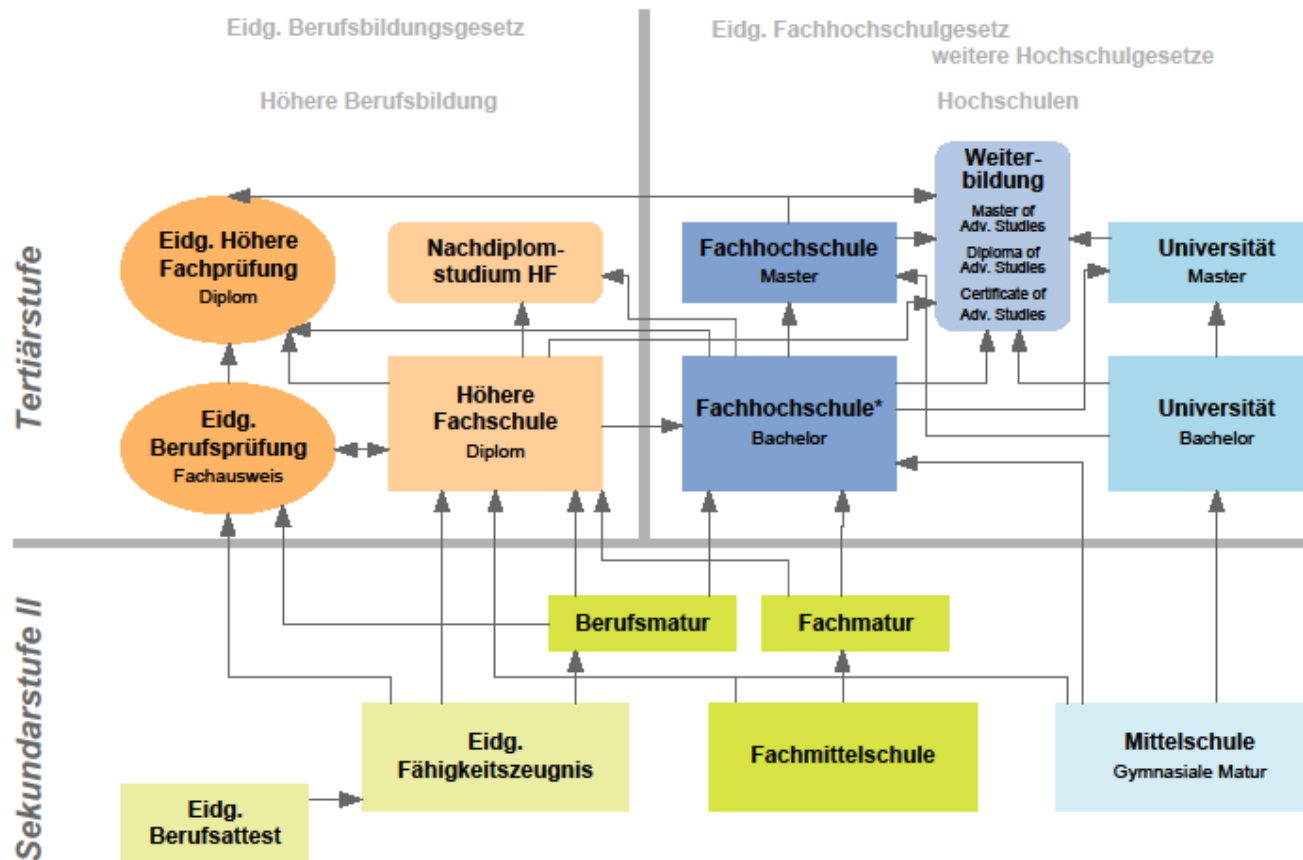 Eidg. Berufsbildungsgesetz
Eidg. Fachhochschulgesetz
weitere Hochschulgesetze
Höhere Berufsbildung
Hochschulen
Tertiärstufe
Eidg. Höhere
Fachprüfung
Diplom
Nachdiplom-
studium HF
Fachhochschule
Master
Weiter-
bildung
Master of
Adv. Studies
Diploma of
Adv. Studies
Certificate of
Adv. Studies
Universität
Master
Eidg.
Berufsprüfung
Fachausweis
Höhere
Fachschule
Diplom
Fachhochschule*
Bachelor
Universität
Bachelor
Sekundarstufe II
Berufsmatur
Fachmatur
Eidg.
Fähigkeitszeugnis
Fachmittelschule
Mittelschule
Gymnasiale Matur
Eidg.
Berufsattest